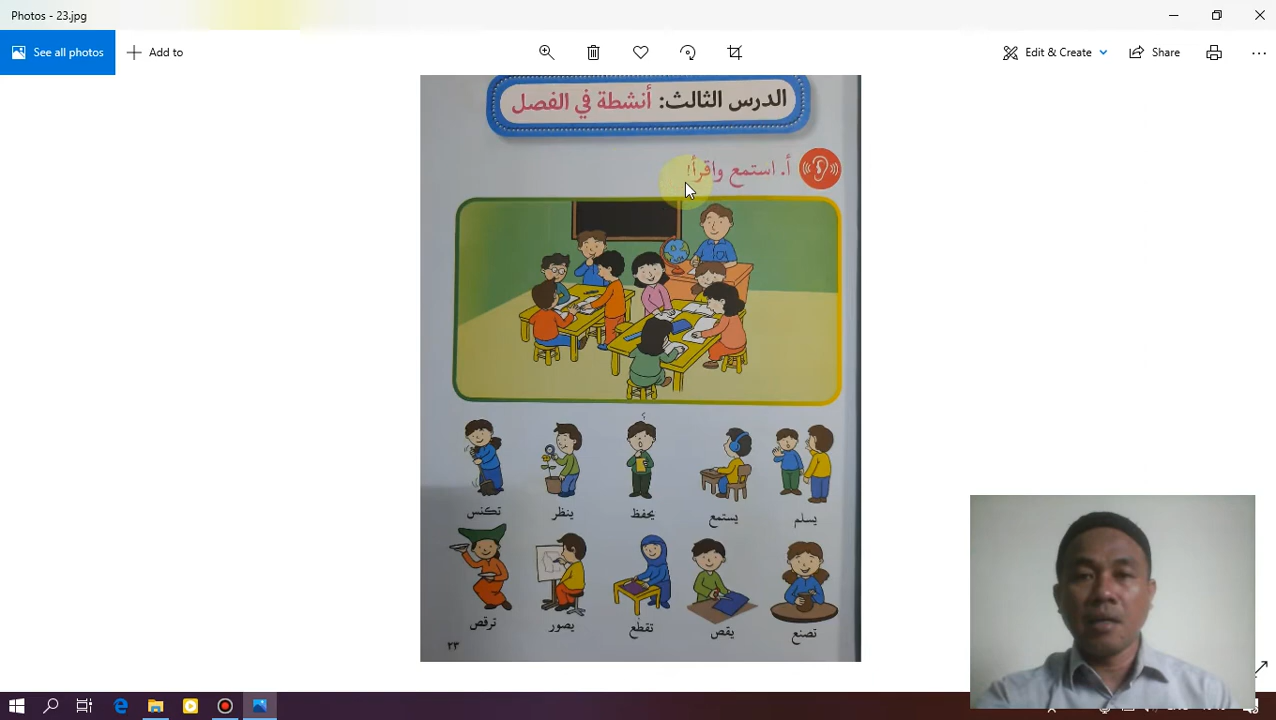 Photos - 23.jpg
See all photos
Add to
Edit & Create
Share
الدرس الثالث: أنشطة في الفصل
أ. استمع واقرأ!
يسلم
يستمع
يحفظ
ينظر
تكنس
تصنع
يقص
تقطع
يصور
ترقص
٢٣